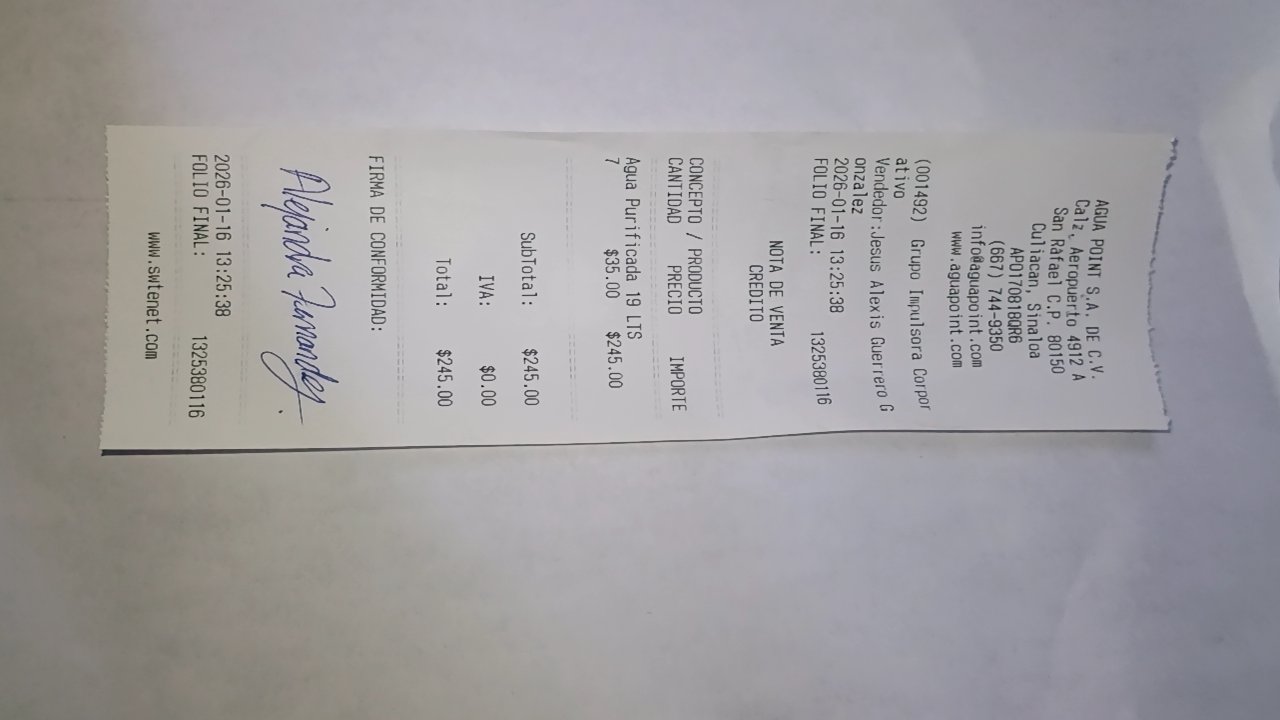 AGUA POINT S.A. DE C.V.
Calz. Aeropuerto 4912 A
San Rafael C.P. 80150
Culiacan, Sinaloa
APO170818QR6
(667) 744-9350
info@aguapoint.com
www.aguapoint.com
(001492) Grupo Impulsora Corpor
ativo
Vendedor:Jesus Alexis Guerrero G
onzalez
2026-01-16 13:25:38
FOLIO FINAL: 1325380116
NOTA DE VENTA
CREDITO
CONCEPTO / PRODUCTO
CANTIDAD PRECIO IMPORTE
Agua Purificada 19 LTS
7 $35.00 $245.00
SubTotal: $245.00
IVA: $0.00
Total: $245.00
FIRMA DE CONFORMIDAD:
Alejandra Fernandez.
2026-01-16 13:25:38
FOLIO FINAL: 1325380116
www.swtenet.com